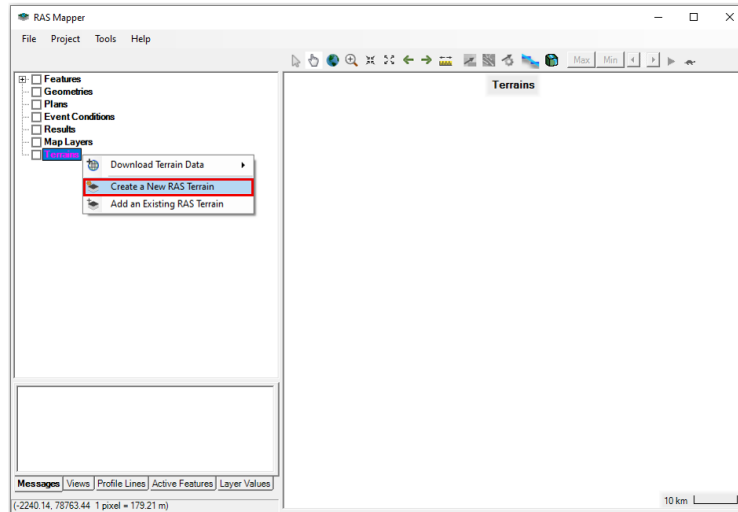 RAS Mapper
File Project Tools Help
Max Min
Features
Geometries
Plans
Event Conditions
Results
Map Layers
Terrains
Download Terrain Data
Create a New RAS Terrain
Add an Existing RAS Terrain
Terrains
Messages Views Profile Lines Active Features Layer Values
(-2240.14, 78763.44 1 pixel = 179.21 m)
10 km